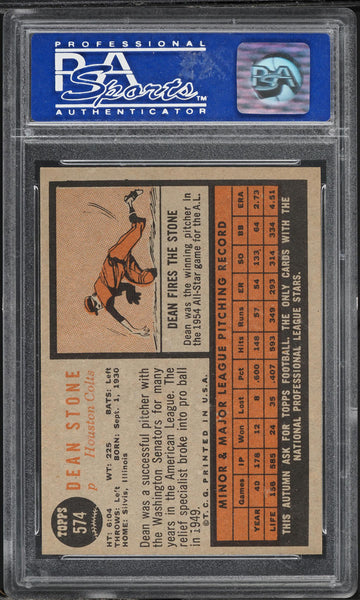 PROFESSIONAL
PSA
Sports™
AUTHENTICATOR
PSA
TOPPS
574
DEAN STONE
p Houston Colts
HT: 6:04 WT: 225 BATS: Left
THROWS: Left BORN: Sept. 1, 1930
HOME: Silvis, Illinois
Dean was a successful pitcher with
the Washington Senators for many
years in the American League. The
relief specialist broke into pro ball
in 1949.
©T.C.G. PRINTED IN U.S.A.
DEAN FIRES THE STONE
Dean was the winning pitcher in
the 1954 All-Star game for the A.L.
MINOR & MAJOR LEAGUE PITCHING RECORD
Games IP Won Lost Pct Hits Runs ER SO BB ERA
YEAR 40 178 12 8 .600 148 57 54 133 64 2.73
LIFE 156 585 24 35 .407 593 349 293 314 334 4.51
THIS AUTUMN ASK FOR TOPPS FOOTBALL. THE ONLY CARDS WITH THE
NATIONAL PROFESSIONAL LEAGUE STARS.